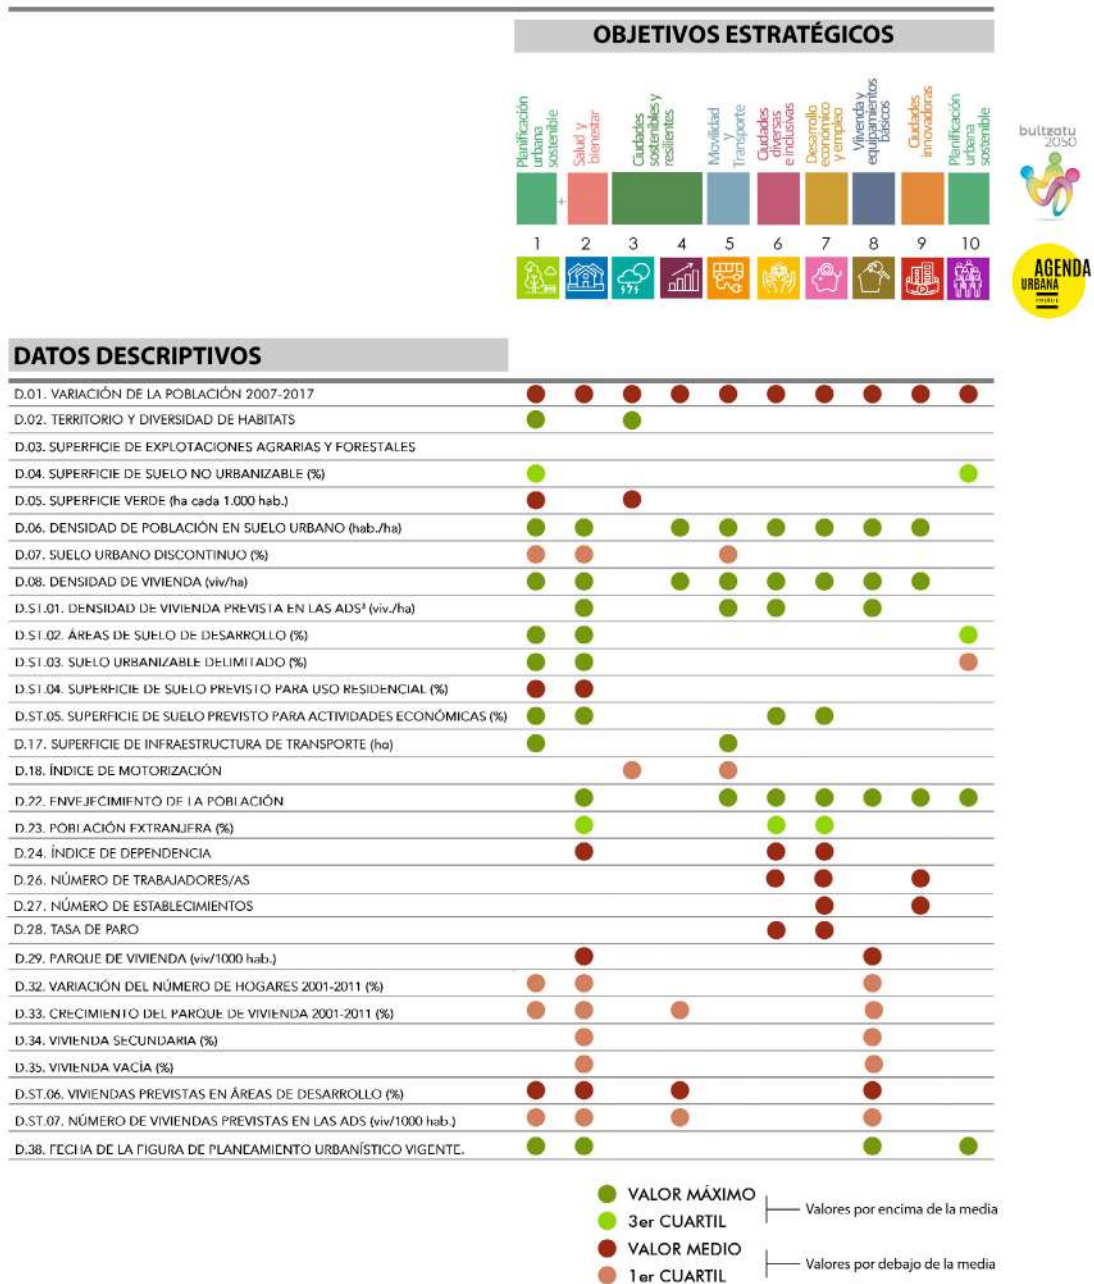 OBJETIVOS ESTRATÉGICOS
Planificación
urbana
sostenible
Salud y
bienestar
Ciudades
sostenibles y
resilientes
Movilidad
y
Transporte
Ciudades
diversas
e inclusivas
Desarrollo
económico
y empleo
Vivienda y
equipamientos
básicos
Ciudades
innovadoras
Planificación
urbana
sostenible
+
bultzatu
2050
1 2 3 4 5 6 7 8 9 10
AGENDA
URBANA
DATOS DESCRIPTIVOS
D.01. VARIACIÓN DE LA POBLACIÓN 2007-2017
D.02. TERRITORIO Y DIVERSIDAD DE HABITATS
D.03. SUPERFICIE DE EXPLOTACIONES AGRARIAS Y FORESTALES
D.04. SUPERFICIE DE SUELO NO URBANIZABLE (%)
D.05. SUPERFICIE VERDE (ha cada 1.000 hab.)
D.06. DENSIDAD DE POBLACIÓN EN SUELO URBANO (hab./ha)
D.07. SUELO URBANO DISCONTINUO (%)
D.08. DENSIDAD DE VIVIENDA (viv/ha)
D.ST.01. DENSIDAD DE VIVIENDA PREVISTA EN LAS ADS² (viv./ha)
D.ST.02. ÁREAS DE SUELO DE DESARROLLO (%)
D.ST.03. SUELO URBANIZABLE DELIMITADO (%)
D.ST.04. SUPERFICIE DE SUELO PREVISTO PARA USO RESIDENCIAL (%)
D.ST.05. SUPERFICIE DE SUELO PREVISTO PARA ACTIVIDADES ECONÓMICAS (%)
D.17. SUPERFICIE DE INFRAESTRUCTURA DE TRANSPORTE (ha)
D.18. ÍNDICE DE MOTORIZACIÓN
D.22. ENVEJECIMIENTO DE LA POBLACIÓN
D.23. POBLACIÓN EXTRANJERA (%)
D.24. ÍNDICE DE DEPENDENCIA
D.26. NÚMERO DE TRABAJADORES/AS
D.27. NÚMERO DE ESTABLECIMIENTOS
D.28. TASA DE PARO
D.29. PARQUE DE VIVIENDA (viv/1000 hab.)
D.32. VARIACIÓN DEL NÚMERO DE HOGARES 2001-2011 (%)
D.33. CRECIMIENTO DEL PARQUE DE VIVIENDA 2001-2011 (%)
D.34. VIVIENDA SECUNDARIA (%)
D.35. VIVIENDA VACÍA (%)
D.ST.06. VIVIENDAS PREVISTAS EN ÁREAS DE DESARROLLO (%)
D.ST.07. NÚMERO DE VIVIENDAS PREVISTAS EN LAS ADS (viv/1000 hab.)
D.38. FECHA DE LA FIGURA DE PLANEAMIENTO URBANÍSTICO VIGENTE.
VALOR MÁXIMO
3er CUARTIL
Valores por encima de la media
VALOR MEDIO
1er CUARTIL
Valores por debajo de la media